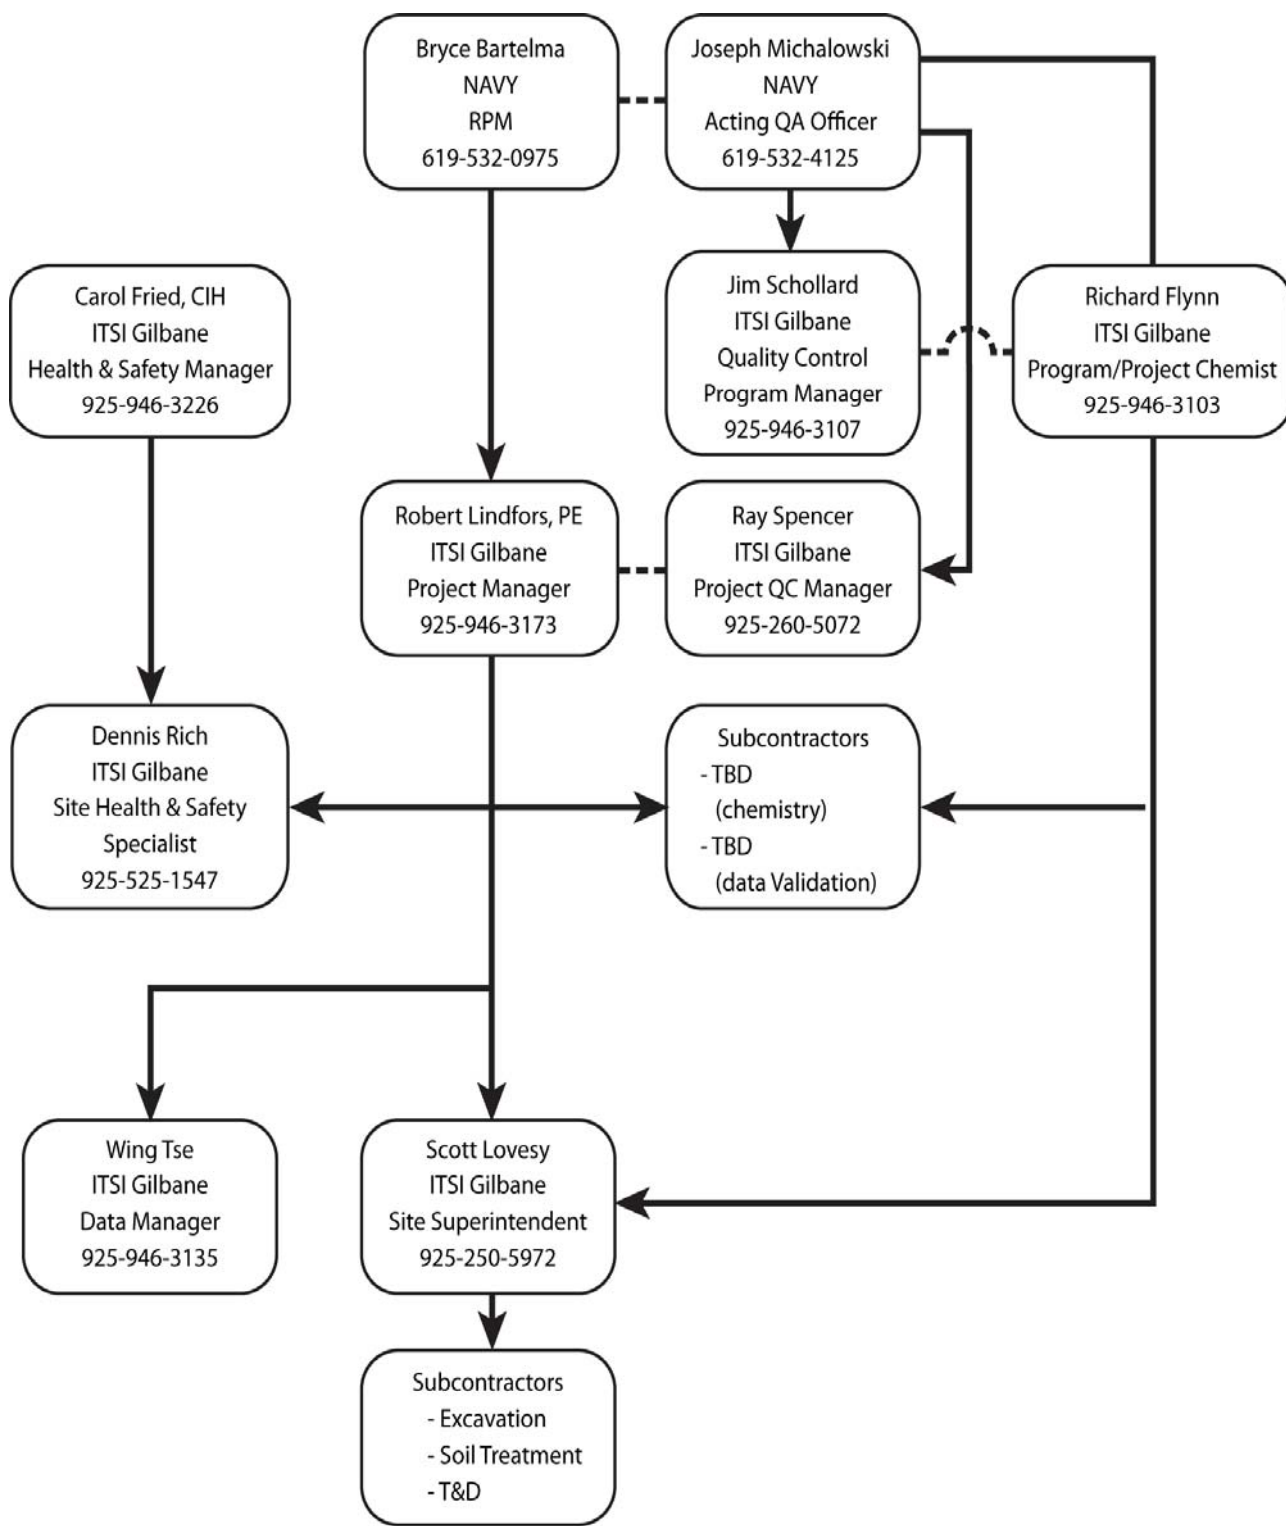 Bryce Bartelma
NAVY
RPM
619-532-0975
Joseph Michalowski
NAVY
Acting QA Officer
619-532-4125
Carol Fried, CIH
ITSI Gilbane
Health & Safety Manager
925-946-3226
Jim Schollard
ITSI Gilbane
Quality Control
Program Manager
925-946-3107
Richard Flynn
ITSI Gilbane
Program/Project Chemist
925-946-3103
Robert Lindfors, PE
ITSI Gilbane
Project Manager
925-946-3173
Ray Spencer
ITSI Gilbane
Project QC Manager
925-260-5072
Dennis Rich
ITSI Gilbane
Site Health & Safety
Specialist
925-525-1547
Subcontractors
- TBD
(chemistry)
- TBD
(data Validation)
Wing Tse
ITSI Gilbane
Data Manager
925-946-3135
Scott Lovesy
ITSI Gilbane
Site Superintendent
925-250-5972
Subcontractors
- Excavation
- Soil Treatment
- T&D